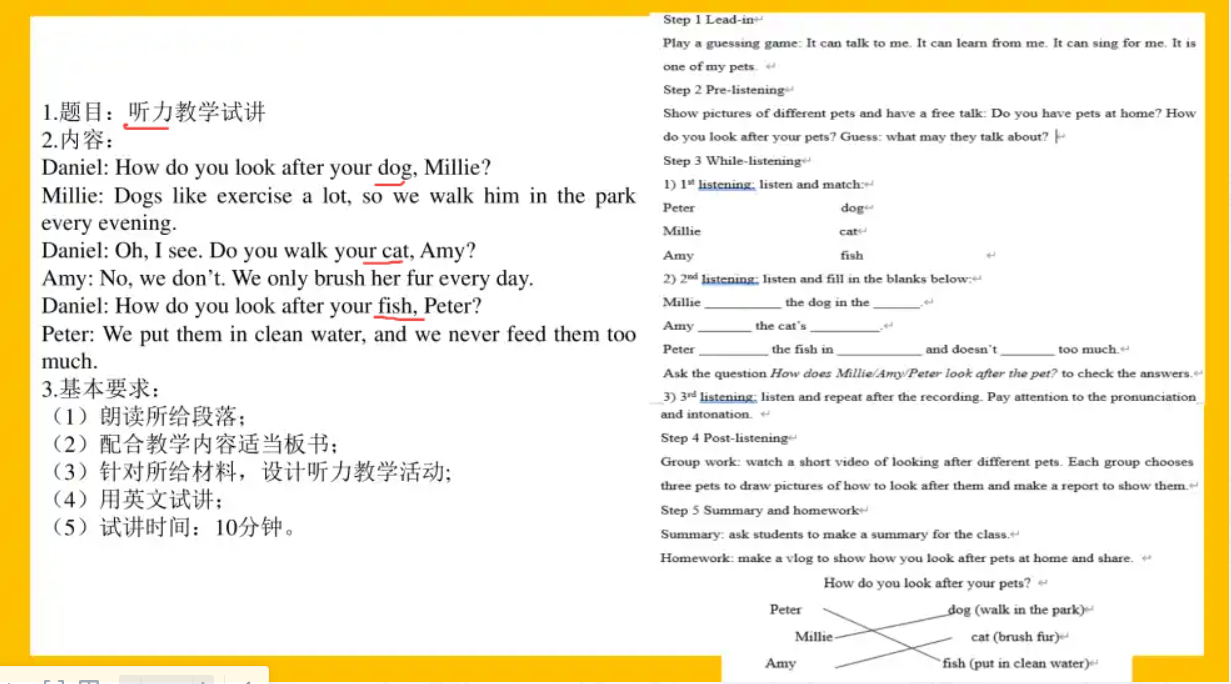 1.题目：听力教学试讲
2.内容：
Daniel: How do you look after your dog, Millie?
Millie: Dogs like exercise a lot, so we walk him in the park
every evening.
Daniel: Oh, I see. Do you walk your cat, Amy?
Amy: No, we don’t. We only brush her fur every day.
Daniel: How do you look after your fish, Peter?
Peter: We put them in clean water, and we never feed them too
much.
3.基本要求：
（1）朗读所给段落；
（2）配合教学内容适当板书；
（3）针对所给材料，设计听力教学活动;
（4）用英文试讲；
（5）试讲时间：10分钟。
Step 1 Lead-in
Play a guessing game: It can talk to me. It can learn from me. It can sing for me. It is
one of my pets.
Step 2 Pre-listening
Show pictures of different pets and have a free talk: Do you have pets at home? How
do you look after your pets? Guess: what may they talk about?
Step 3 While-listening
1) 1st listening: listen and match:
Peter dog
Millie cat
Amy fish
2) 2nd listening: listen and fill in the blanks below:
Millie ___________ the dog in the _______.
Amy ________ the cat’s __________.
Peter __________ the fish in ____________ and doesn’t ________ too much.
Ask the question How does Millie/Amy/Peter look after the pet? to check the answers.
3) 3rd listening: listen and repeat after the recording. Pay attention to the pronunciation
and intonation.
Step 4 Post-listening
Group work: watch a short video of looking after different pets. Each group chooses
three pets to draw pictures of how to look after them and make a report to show them.
Step 5 Summary and homework
Summary: ask students to make a summary for the class.
Homework: make a vlog to show how you look after pets at home and share.
How do you look after your pets?
Peter dog (walk in the park)
Millie cat (brush fur)
Amy fish (put in clean water)